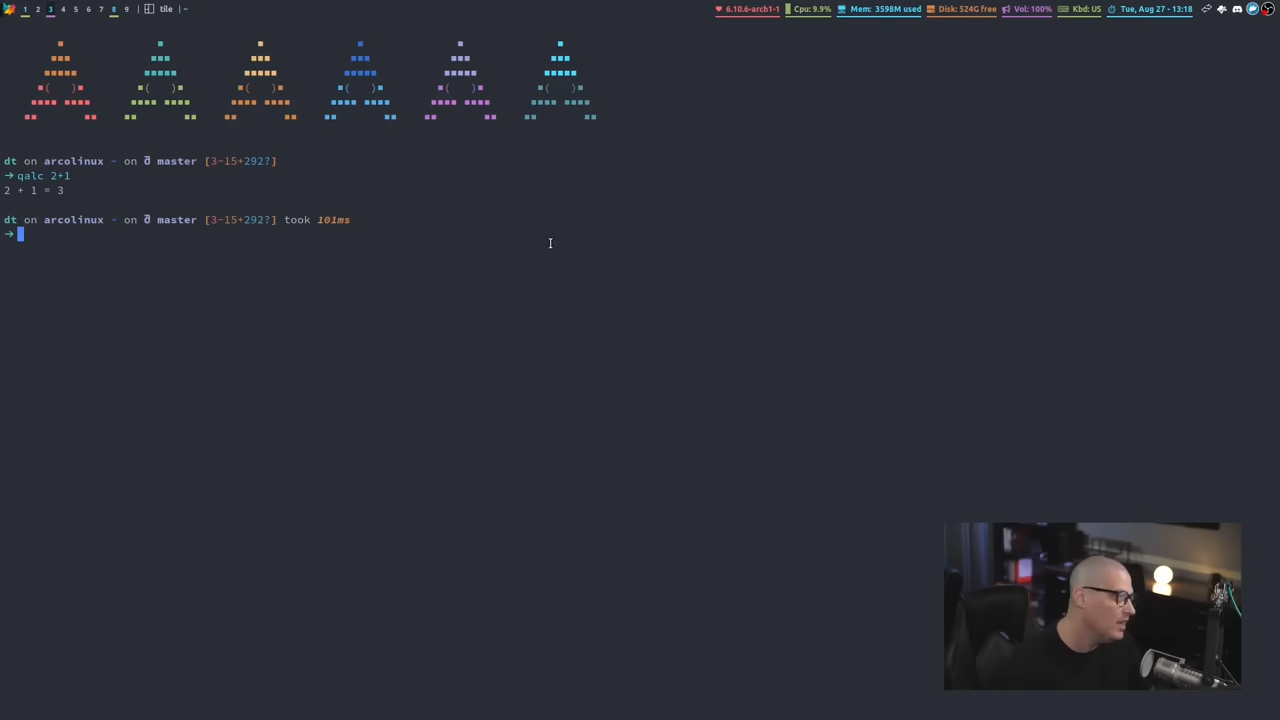 1 2 3 4 5 6 7 8 9 | tile | ~
6.10.6-arch1-1 Cpu: 9.9% Mem: 3598M used Disk: 524G free Vol: 100% Kbd: US Tue, Aug 27 - 13:18
dt on arcolinux ~ on master [3-15+292?]
→ qalc 2+1
2 + 1 = 3
dt on arcolinux ~ on master [3-15+292?] took 101ms
→